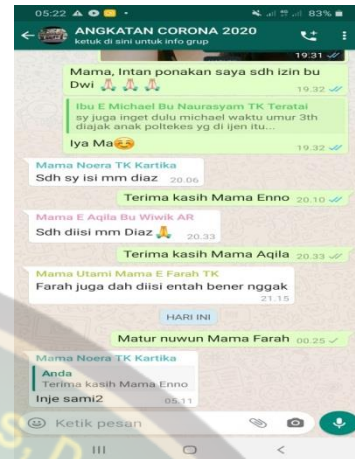 05:22
83%
ANGKATAN CORONA 2020
ketuk di sini untuk info grup
19.31
Mama, Intan ponakan saya sdh izin bu
Dwi 🙏 🙏 🙏
19.32
Ibu E Michael Bu Naurasyam TK Teratai
sy juga inget dulu michael waktu umur 3th
diajak anak poltekes yg di ijen itu...
Iya Ma😊
19.32
Mama Noera TK Kartika
Sdh sy isi mm diaz 20.06
Terima kasih Mama Enno 20.10
Mama E Aqila Bu Wiwik AR
Sdh diisi mm Diaz🙏 20.33
Terima kasih Mama Aqila 20.33
Mama Utami Mama E Farah TK
Farah juga dah diisi entah bener nggak
21.15
HARI INI
Matur nuwun Mama Farah 00.25
Mama Noera TK Kartika
Anda
Terima kasih Mama Enno
Inje sami2 05.11
Ketik pesan